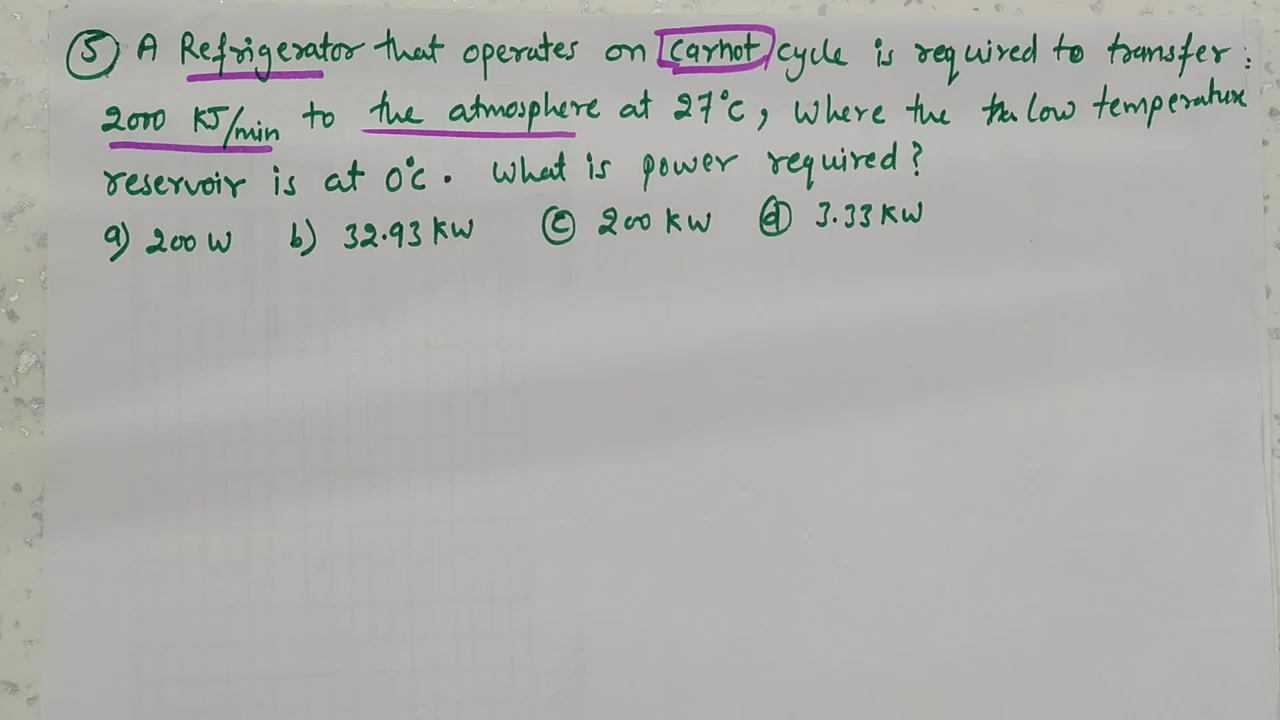 5 A Refrigerator that operates on Carnot cycle is required to transfer :
2000 KJ/min to the atmosphere at 27°c, Where the the low temperature
reservoir is at 0°c. What is power required?
a) 200 W b) 32.93 KW c 200 KW d 3.33 KW